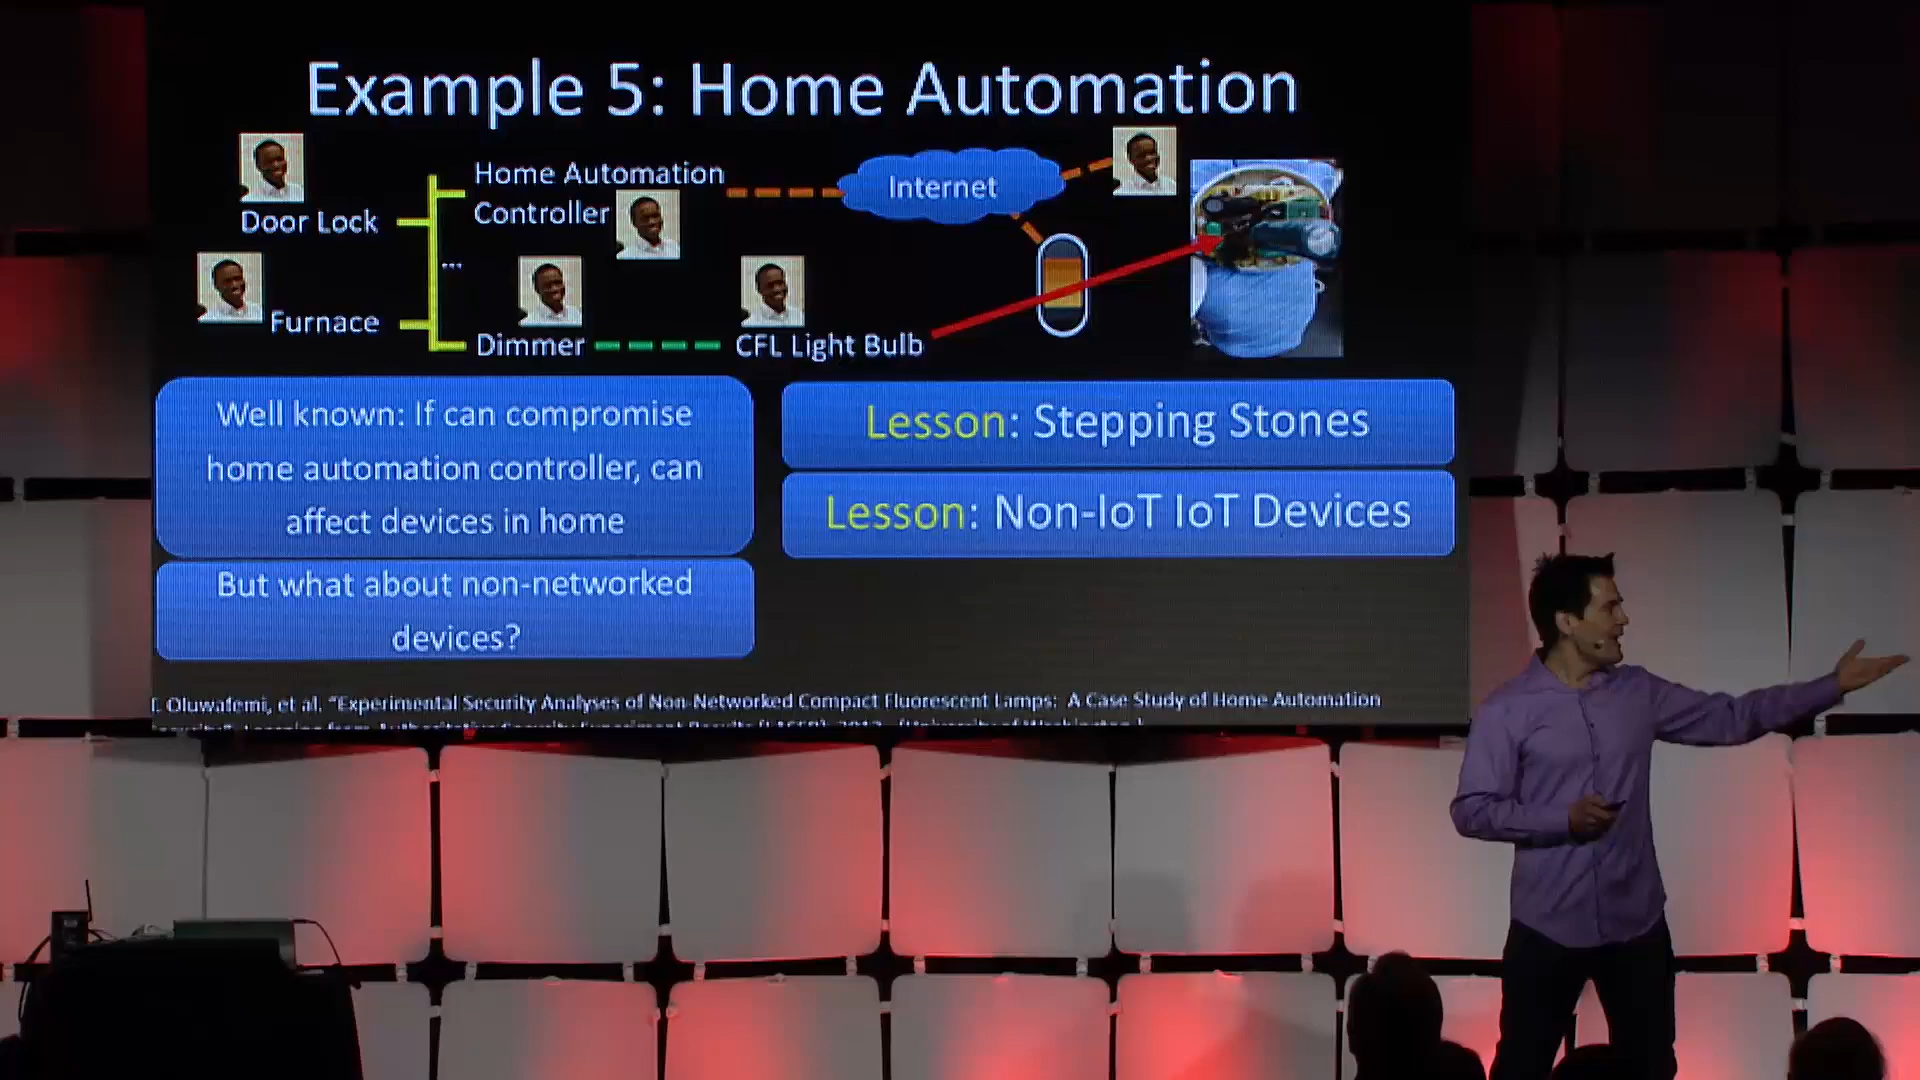 Example 5: Home Automation
Home Automation
Controller
Internet
Door Lock
...
Furnace
Dimmer
CFL Light Bulb
Well known: If can compromise
home automation controller, can
affect devices in home
But what about non-networked
devices?
Lesson: Stepping Stones
Lesson: Non-IoT IoT Devices
T. Oluwafemi, et al. "Experimental Security Analyses of Non-Networked Compact Fluorescent Lamps: A Case Study of Home Automation